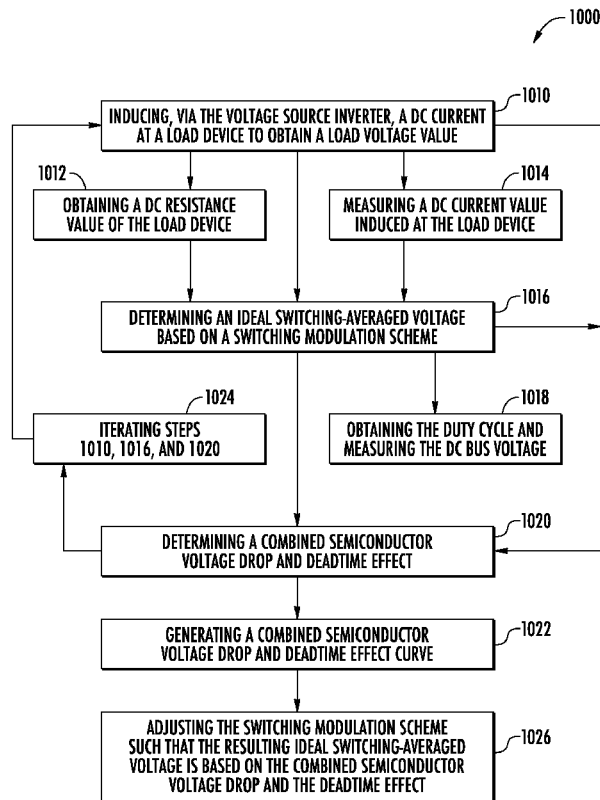 1000
INDUCING, VIA THE VOLTAGE SOURCE INVERTER, A DC CURRENT
AT A LOAD DEVICE TO OBTAIN A LOAD VOLTAGE VALUE
1010
1012
OBTAINING A DC RESISTANCE
VALUE OF THE LOAD DEVICE
1014
MEASURING A DC CURRENT VALUE
INDUCED AT THE LOAD DEVICE
1016
DETERMINING AN IDEAL SWITCHING-AVERAGED VOLTAGE
BASED ON A SWITCHING MODULATION SCHEME
1024
ITERATING STEPS
1010, 1016, AND 1020
1018
OBTAINING THE DUTY CYCLE AND
MEASURING THE DC BUS VOLTAGE
1020
DETERMINING A COMBINED SEMICONDUCTOR
VOLTAGE DROP AND DEADTIME EFFECT
GENERATING A COMBINED SEMICONDUCTOR
VOLTAGE DROP AND DEADTIME EFFECT CURVE
1022
ADJUSTING THE SWITCHING MODULATION SCHEME
SUCH THAT THE RESULTING IDEAL SWITCHING-AVERAGED
VOLTAGE IS BASED ON THE COMBINED SEMICONDUCTOR
VOLTAGE DROP AND THE DEADTIME EFFECT
1026